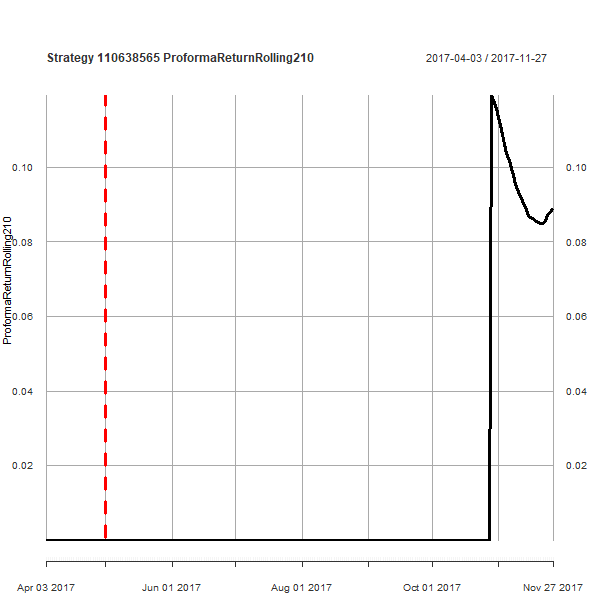 Strategy 110638565 ProformaReturnRolling210
2017-04-03 / 2017-11-27
ProformaReturnRolling210
0.10 0.10
0.08 0.08
0.06 0.06
0.04 0.04
0.02 0.02
Apr 03 2017 Jun 01 2017 Aug 01 2017 Oct 01 2017 Nov 27 2017